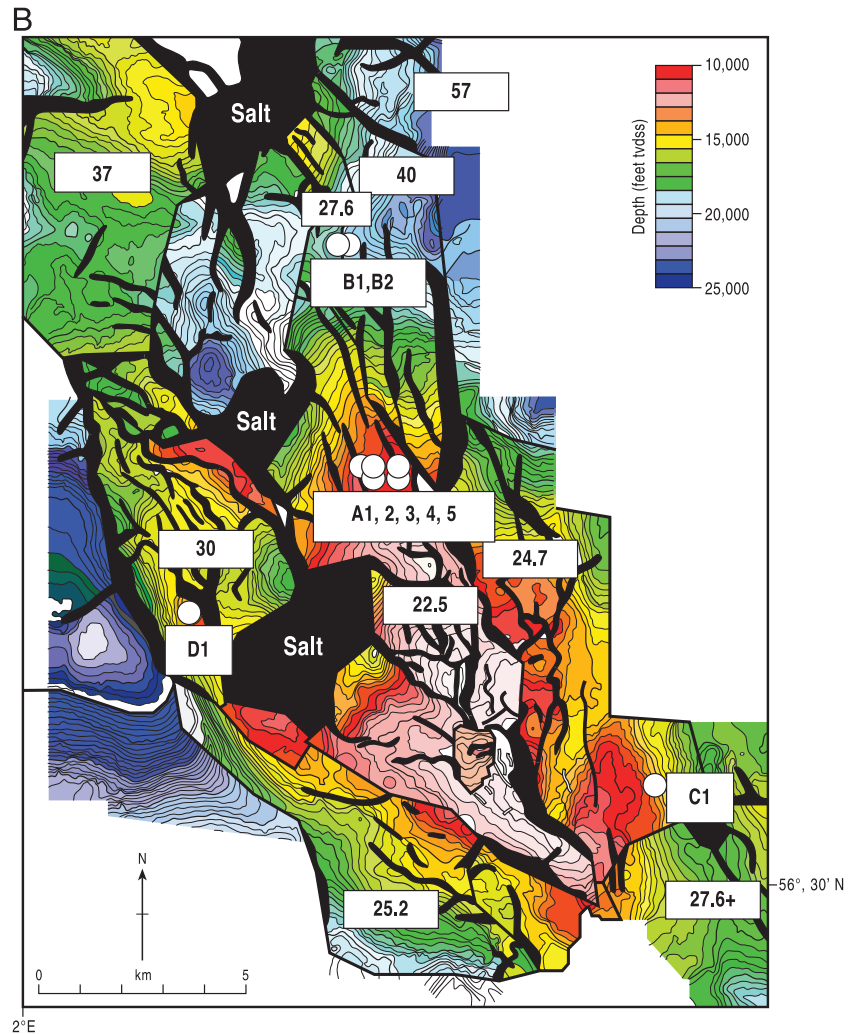 B
10,000
57
Salt
15,000
Depth (feet tvdss)
37
40
27.6
20,000
B1,B2
25,000
Salt
A1, 2, 3, 4, 5
30
24.7
22.5
D1
Salt
C1
N
56°, 30' N
25.2
27.6+
km
0
5
2°E